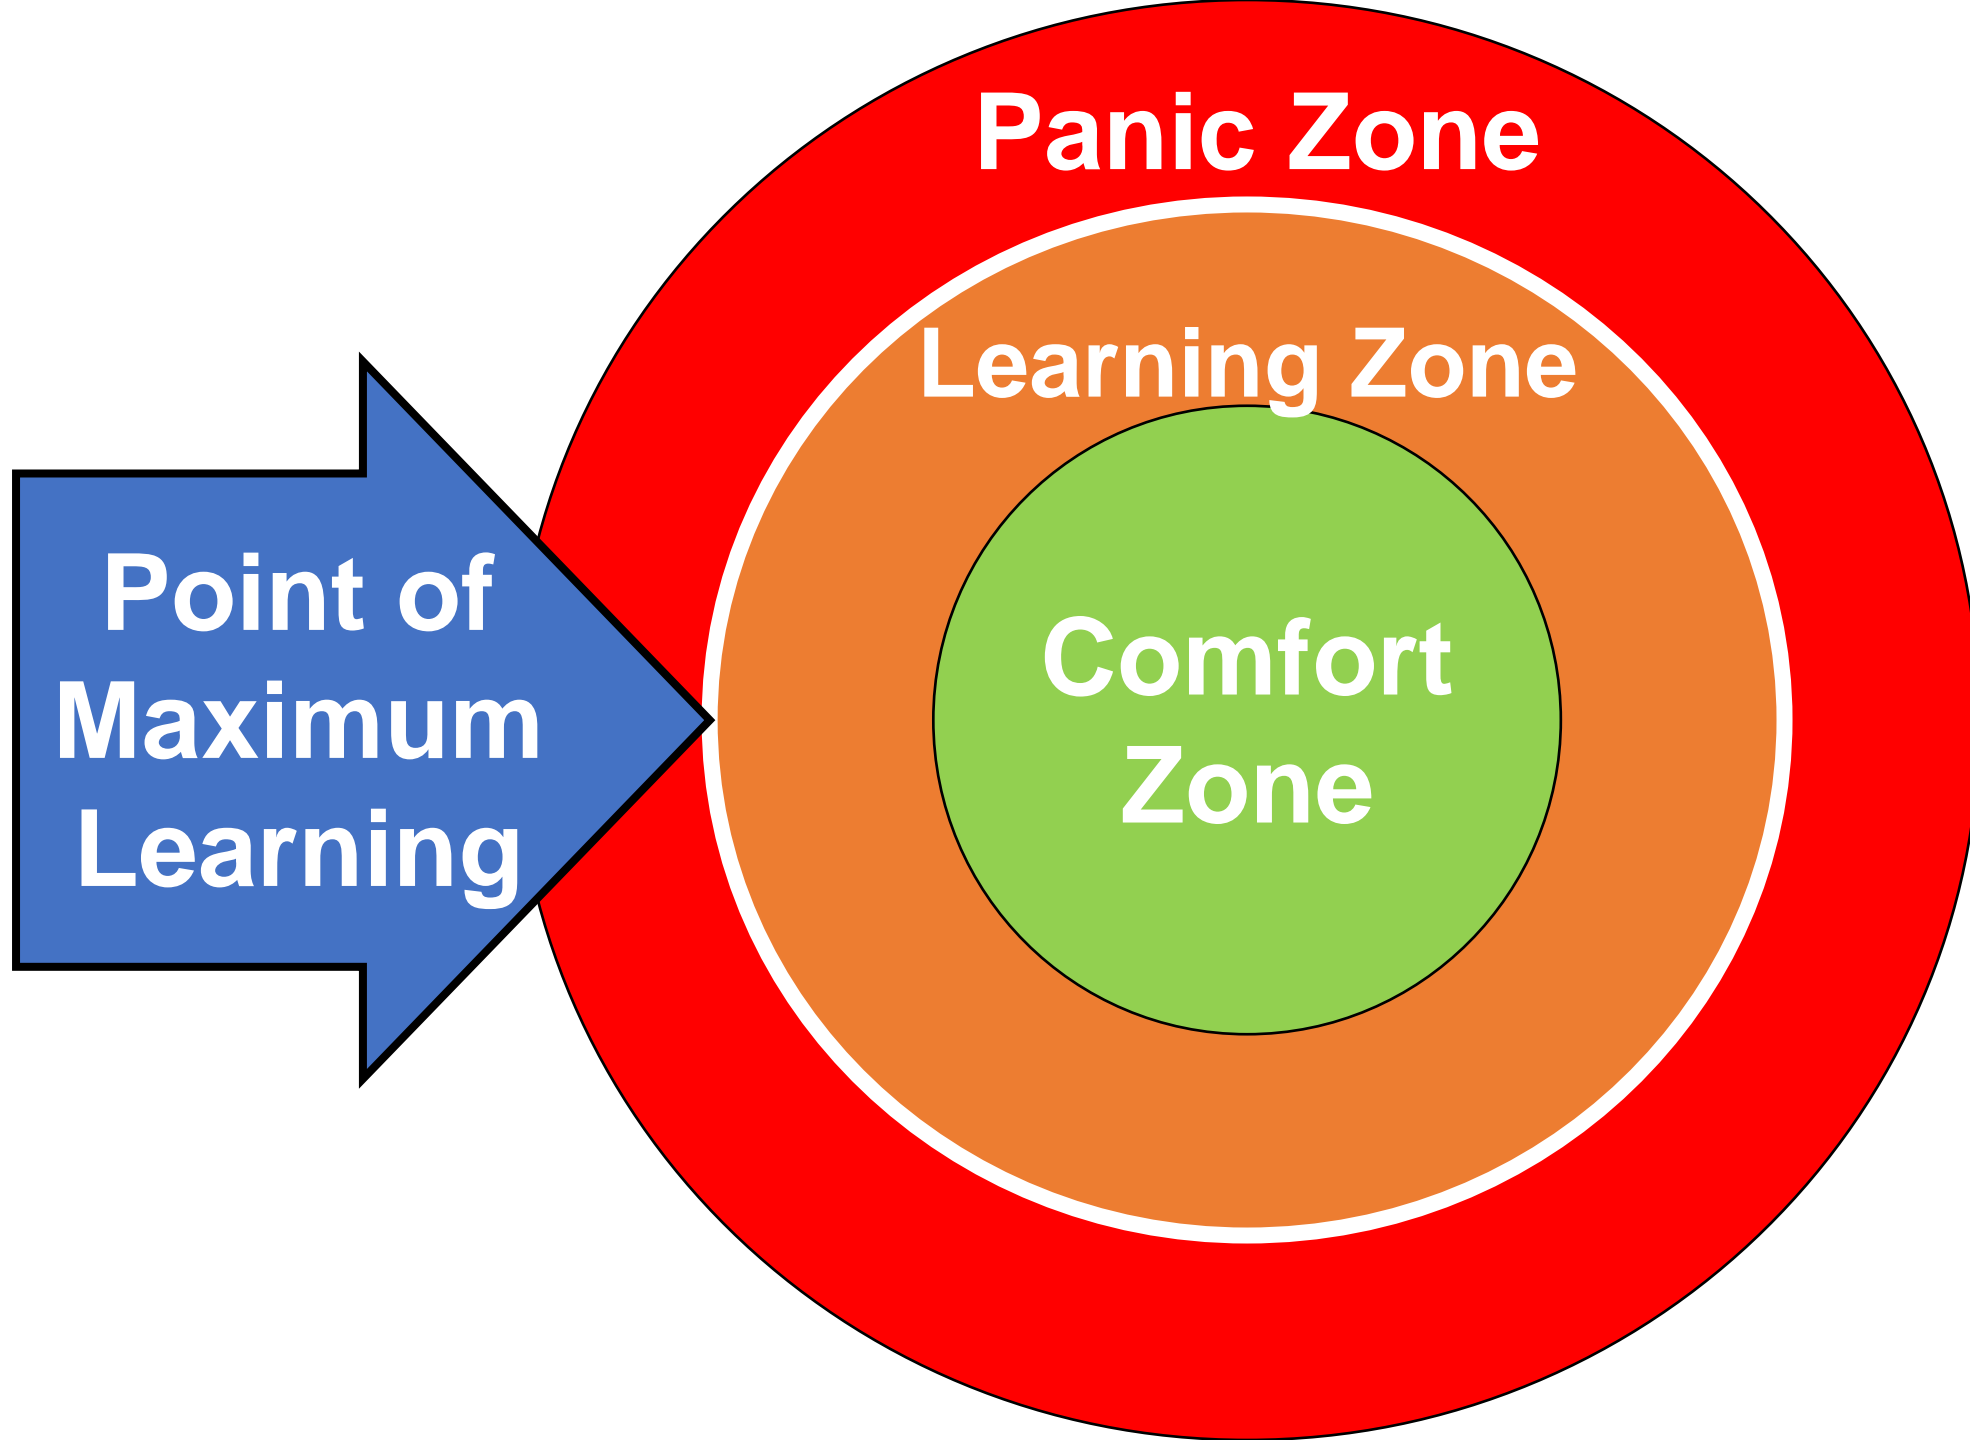 Panic Zone
Learning Zone
Comfort
Zone
Point of
Maximum
Learning